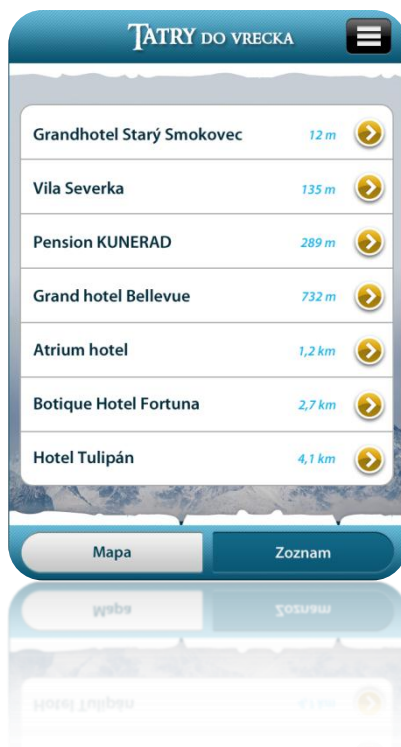 TATRY DO VRECKA
Grandhotel Starý Smokovec 12 m
Vila Severka 135 m
Pension KUNERAD 289 m
Grand hotel Bellevue 732 m
Atrium hotel 1,2 km
Botique Hotel Fortuna 2,7 km
Hotel Tulipán 4,1 km
Mapa Zoznam